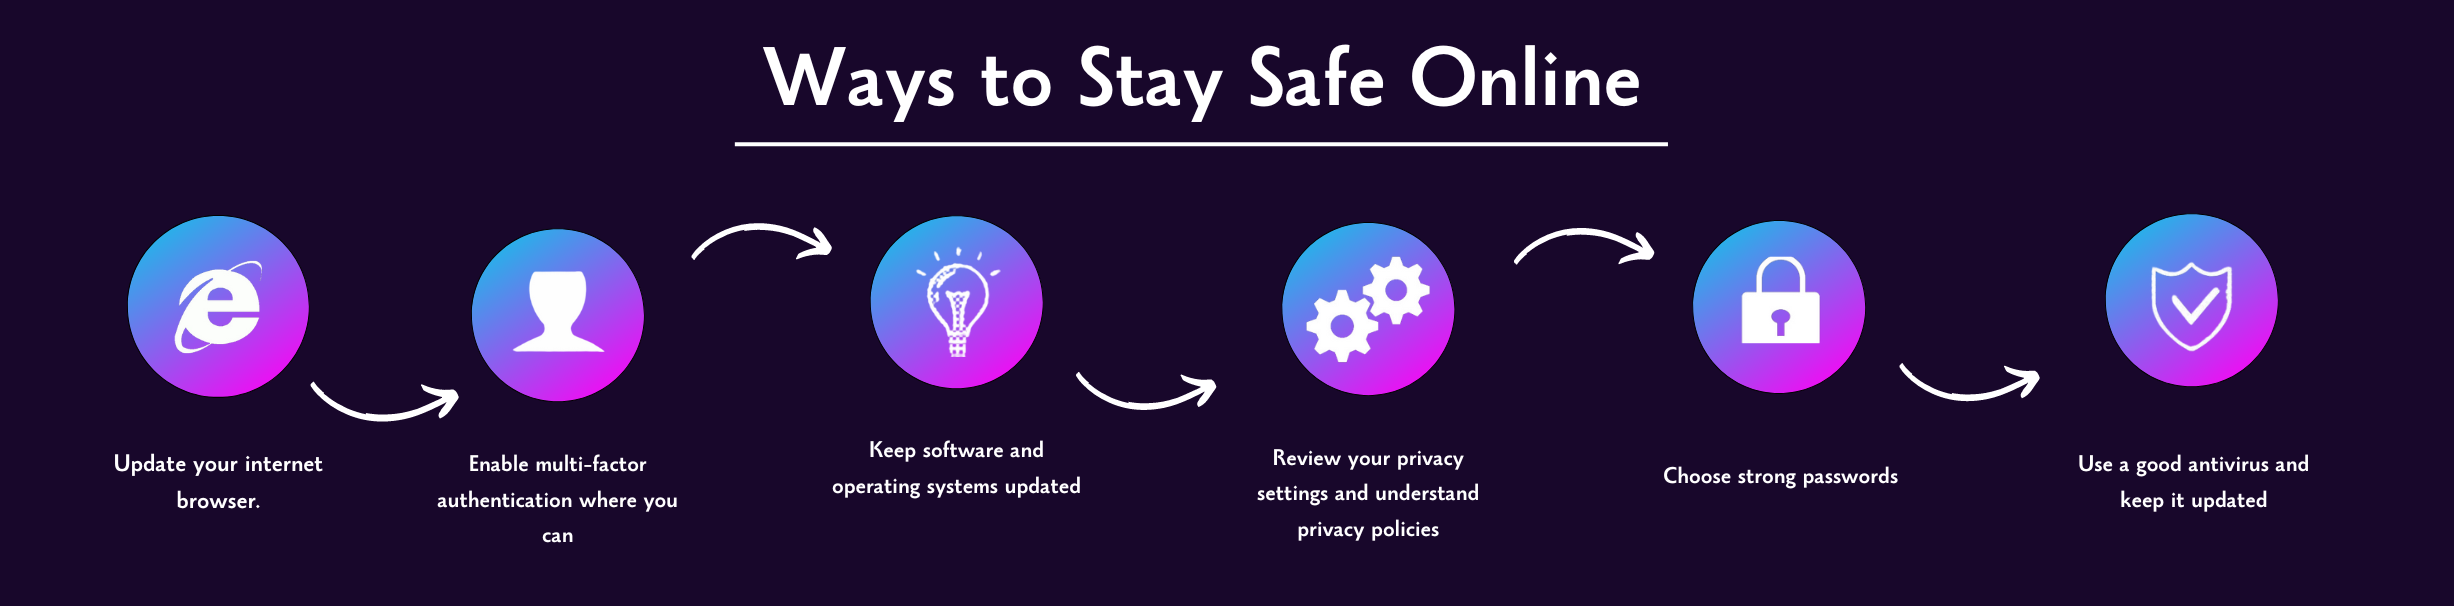 Ways to Stay Safe Online
Update your internet
browser.
Enable multi-factor
authentication where you
can
Keep software and
operating systems updated
Review your privacy
settings and understand
privacy policies
Choose strong passwords
Use a good antivirus and
keep it updated